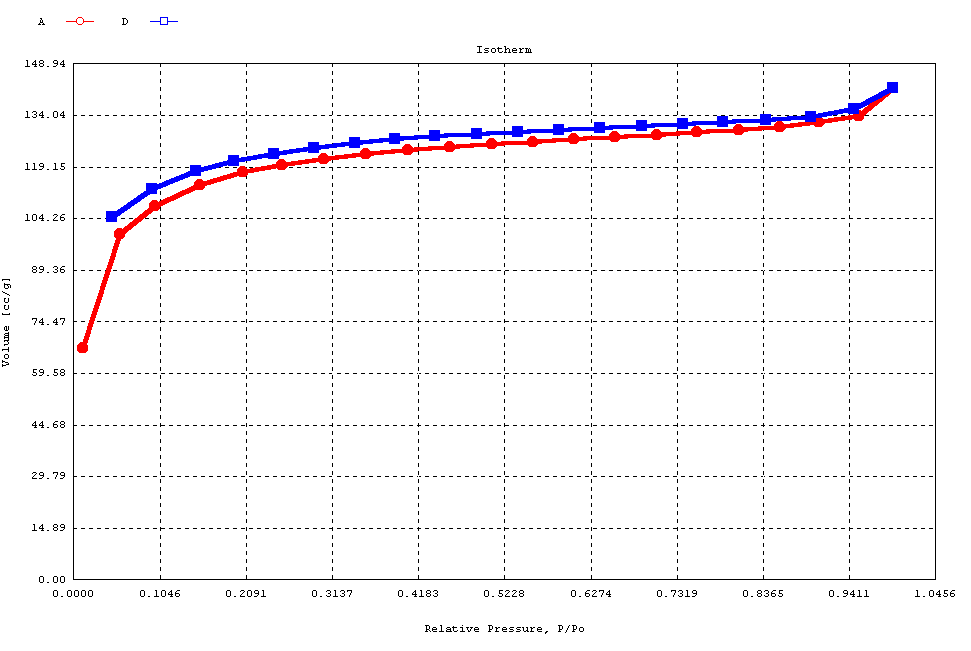 A D
Isotherm
148.94
134.04
119.15
104.26
89.36
74.47
59.58
44.68
29.79
14.89
0.00
Volume [cc/g]
0.0000 0.1046 0.2091 0.3137 0.4183 0.5228 0.6274 0.7319 0.8365 0.9411 1.0456
Relative Pressure, P/Po